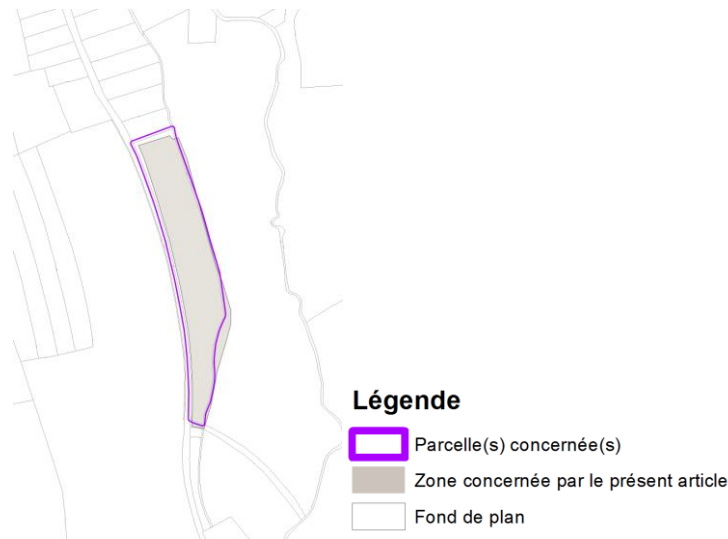 Légende
Parcelle(s) concernée(s)
Zone concernée par le présent article
Fond de plan